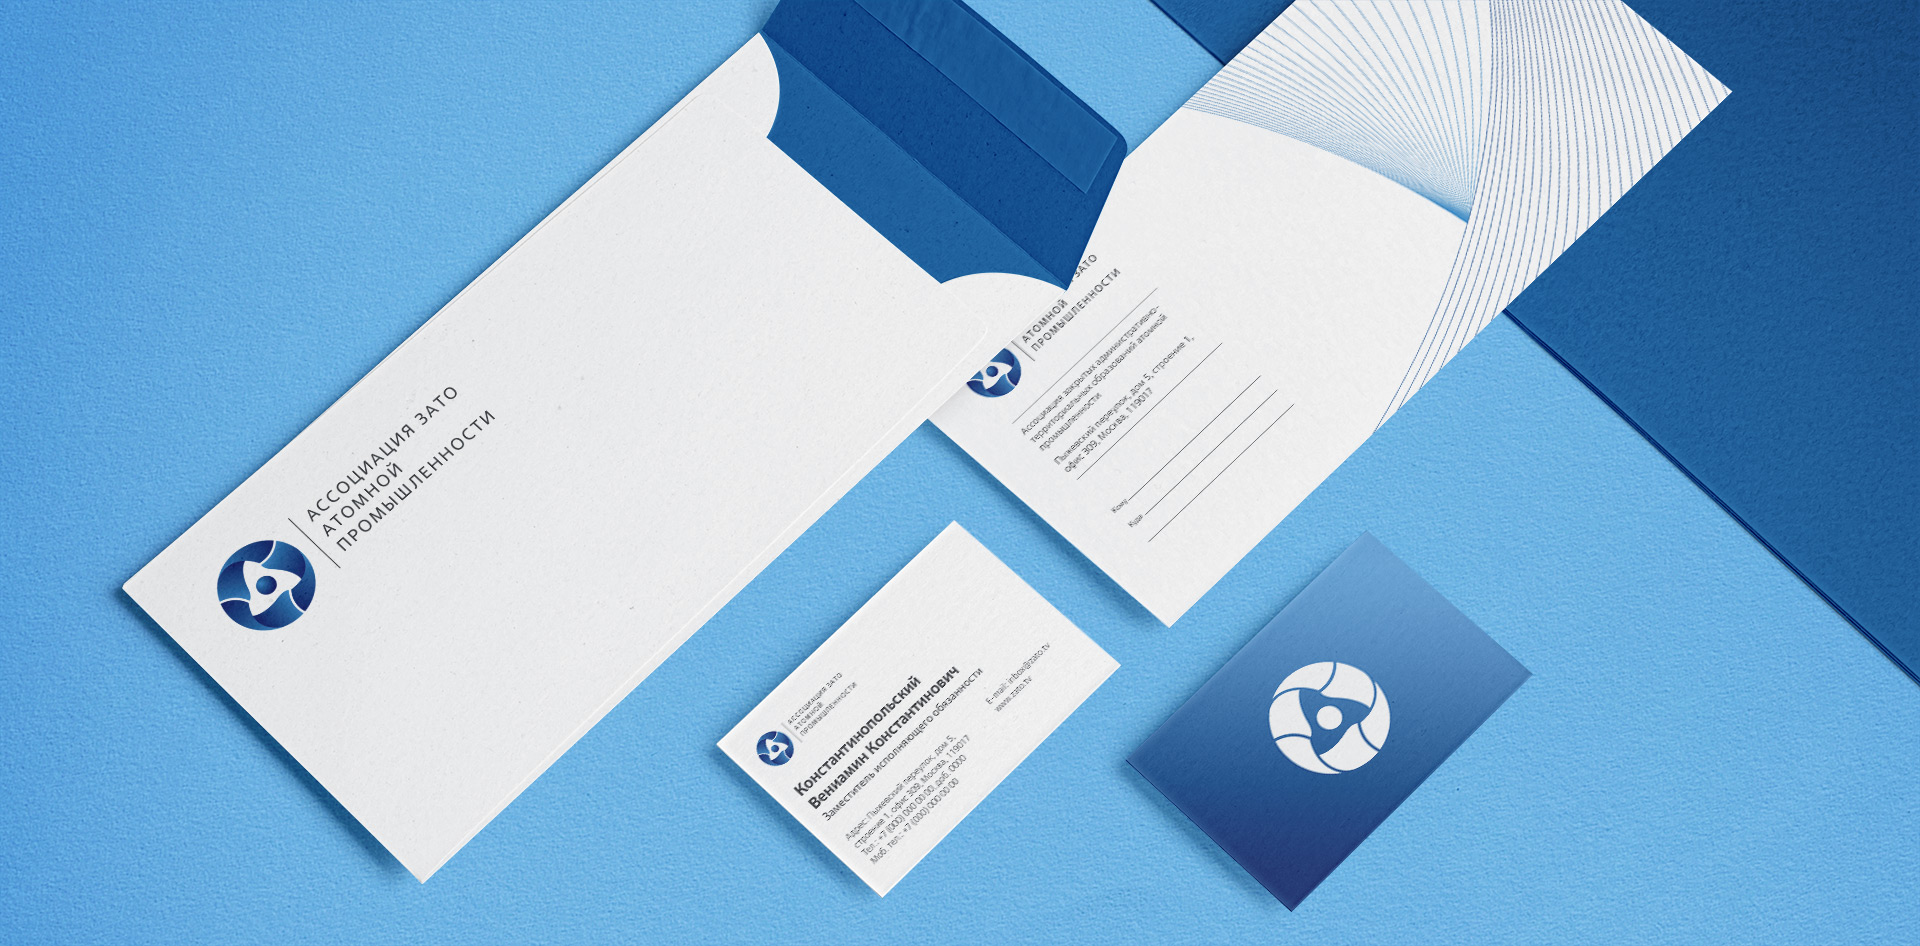 АССОЦИАЦИЯ ЗАТО
АТОМНОЙ
ПРОМЫШЛЕННОСТИ
ЗАТО
АТОМНОЙ
ПРОМЫШЛЕННОСТИ
Ассоциация закрытых административно-
территориальных образований атомной
промышленности
Пыжевский переулок, дом 5, строение 1,
офис 309, Москва, 119017
Кому
Куда
АССОЦИАЦИЯ ЗАТО
АТОМНОЙ
ПРОМЫШЛЕННОСТИ
Константинопольский
Вениамин Константинович
Заместитель исполняющего обязанности
Адрес: Пыжевский переулок, дом 5,
строение 1, офис 309, Москва, 119017
Тел.: +7 (000) 000 00 00, доб. 0000
Моб. тел.: +7 (000) 000 00 00
E-mail: inbox@zato.tv
www.zato.tv